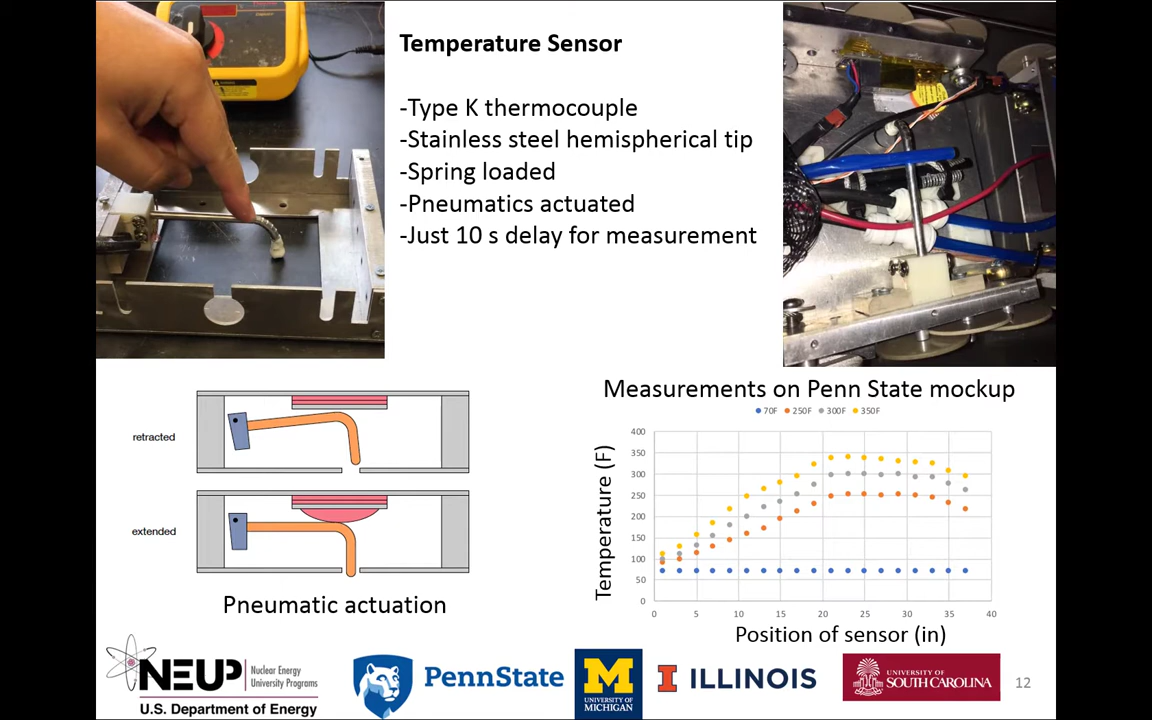 Temperature Sensor
-Type K thermocouple
-Stainless steel hemispherical tip
-Spring loaded
-Pneumatics actuated
-Just 10 s delay for measurement
retracted
extended
Pneumatic actuation
Measurements on Penn State mockup
70F 250F 300F 350F
Temperature (F)
400
350
300
250
200
150
100
50
0
0 5 10 15 20 25 30 35 40
Position of sensor (in)
NEUP
Nuclear Energy
University Programs
U.S. Department of Energy
PennState
M
UNIVERSITY OF
MICHIGAN
I ILLINOIS
UNIVERSITY OF
SOUTH CAROLINA
12